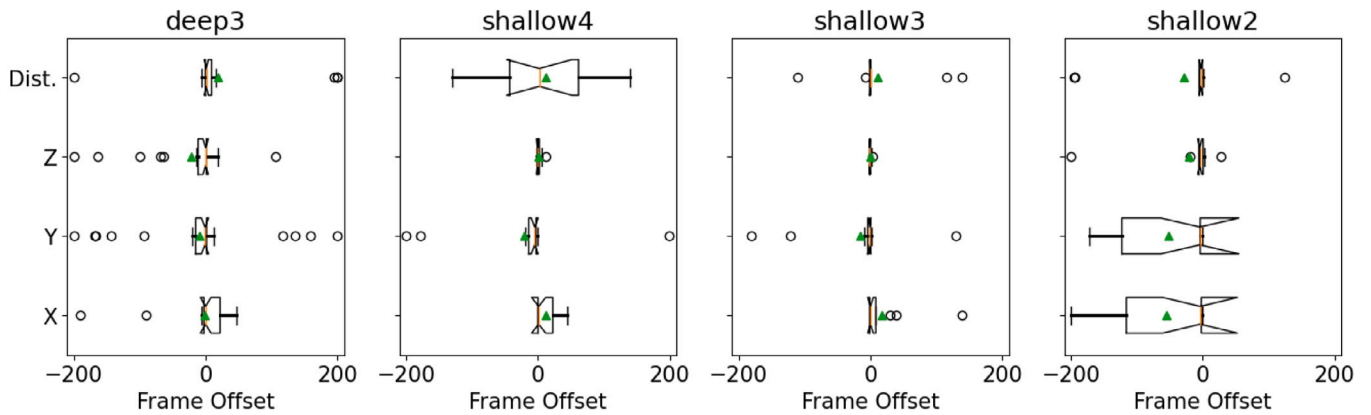 deep3 shallow4 shallow3 shallow2
Dist.
Z
Y
X
−200 0 200 −200 0 200 −200 0 200 −200 0 200
Frame Offset Frame Offset Frame Offset Frame Offset